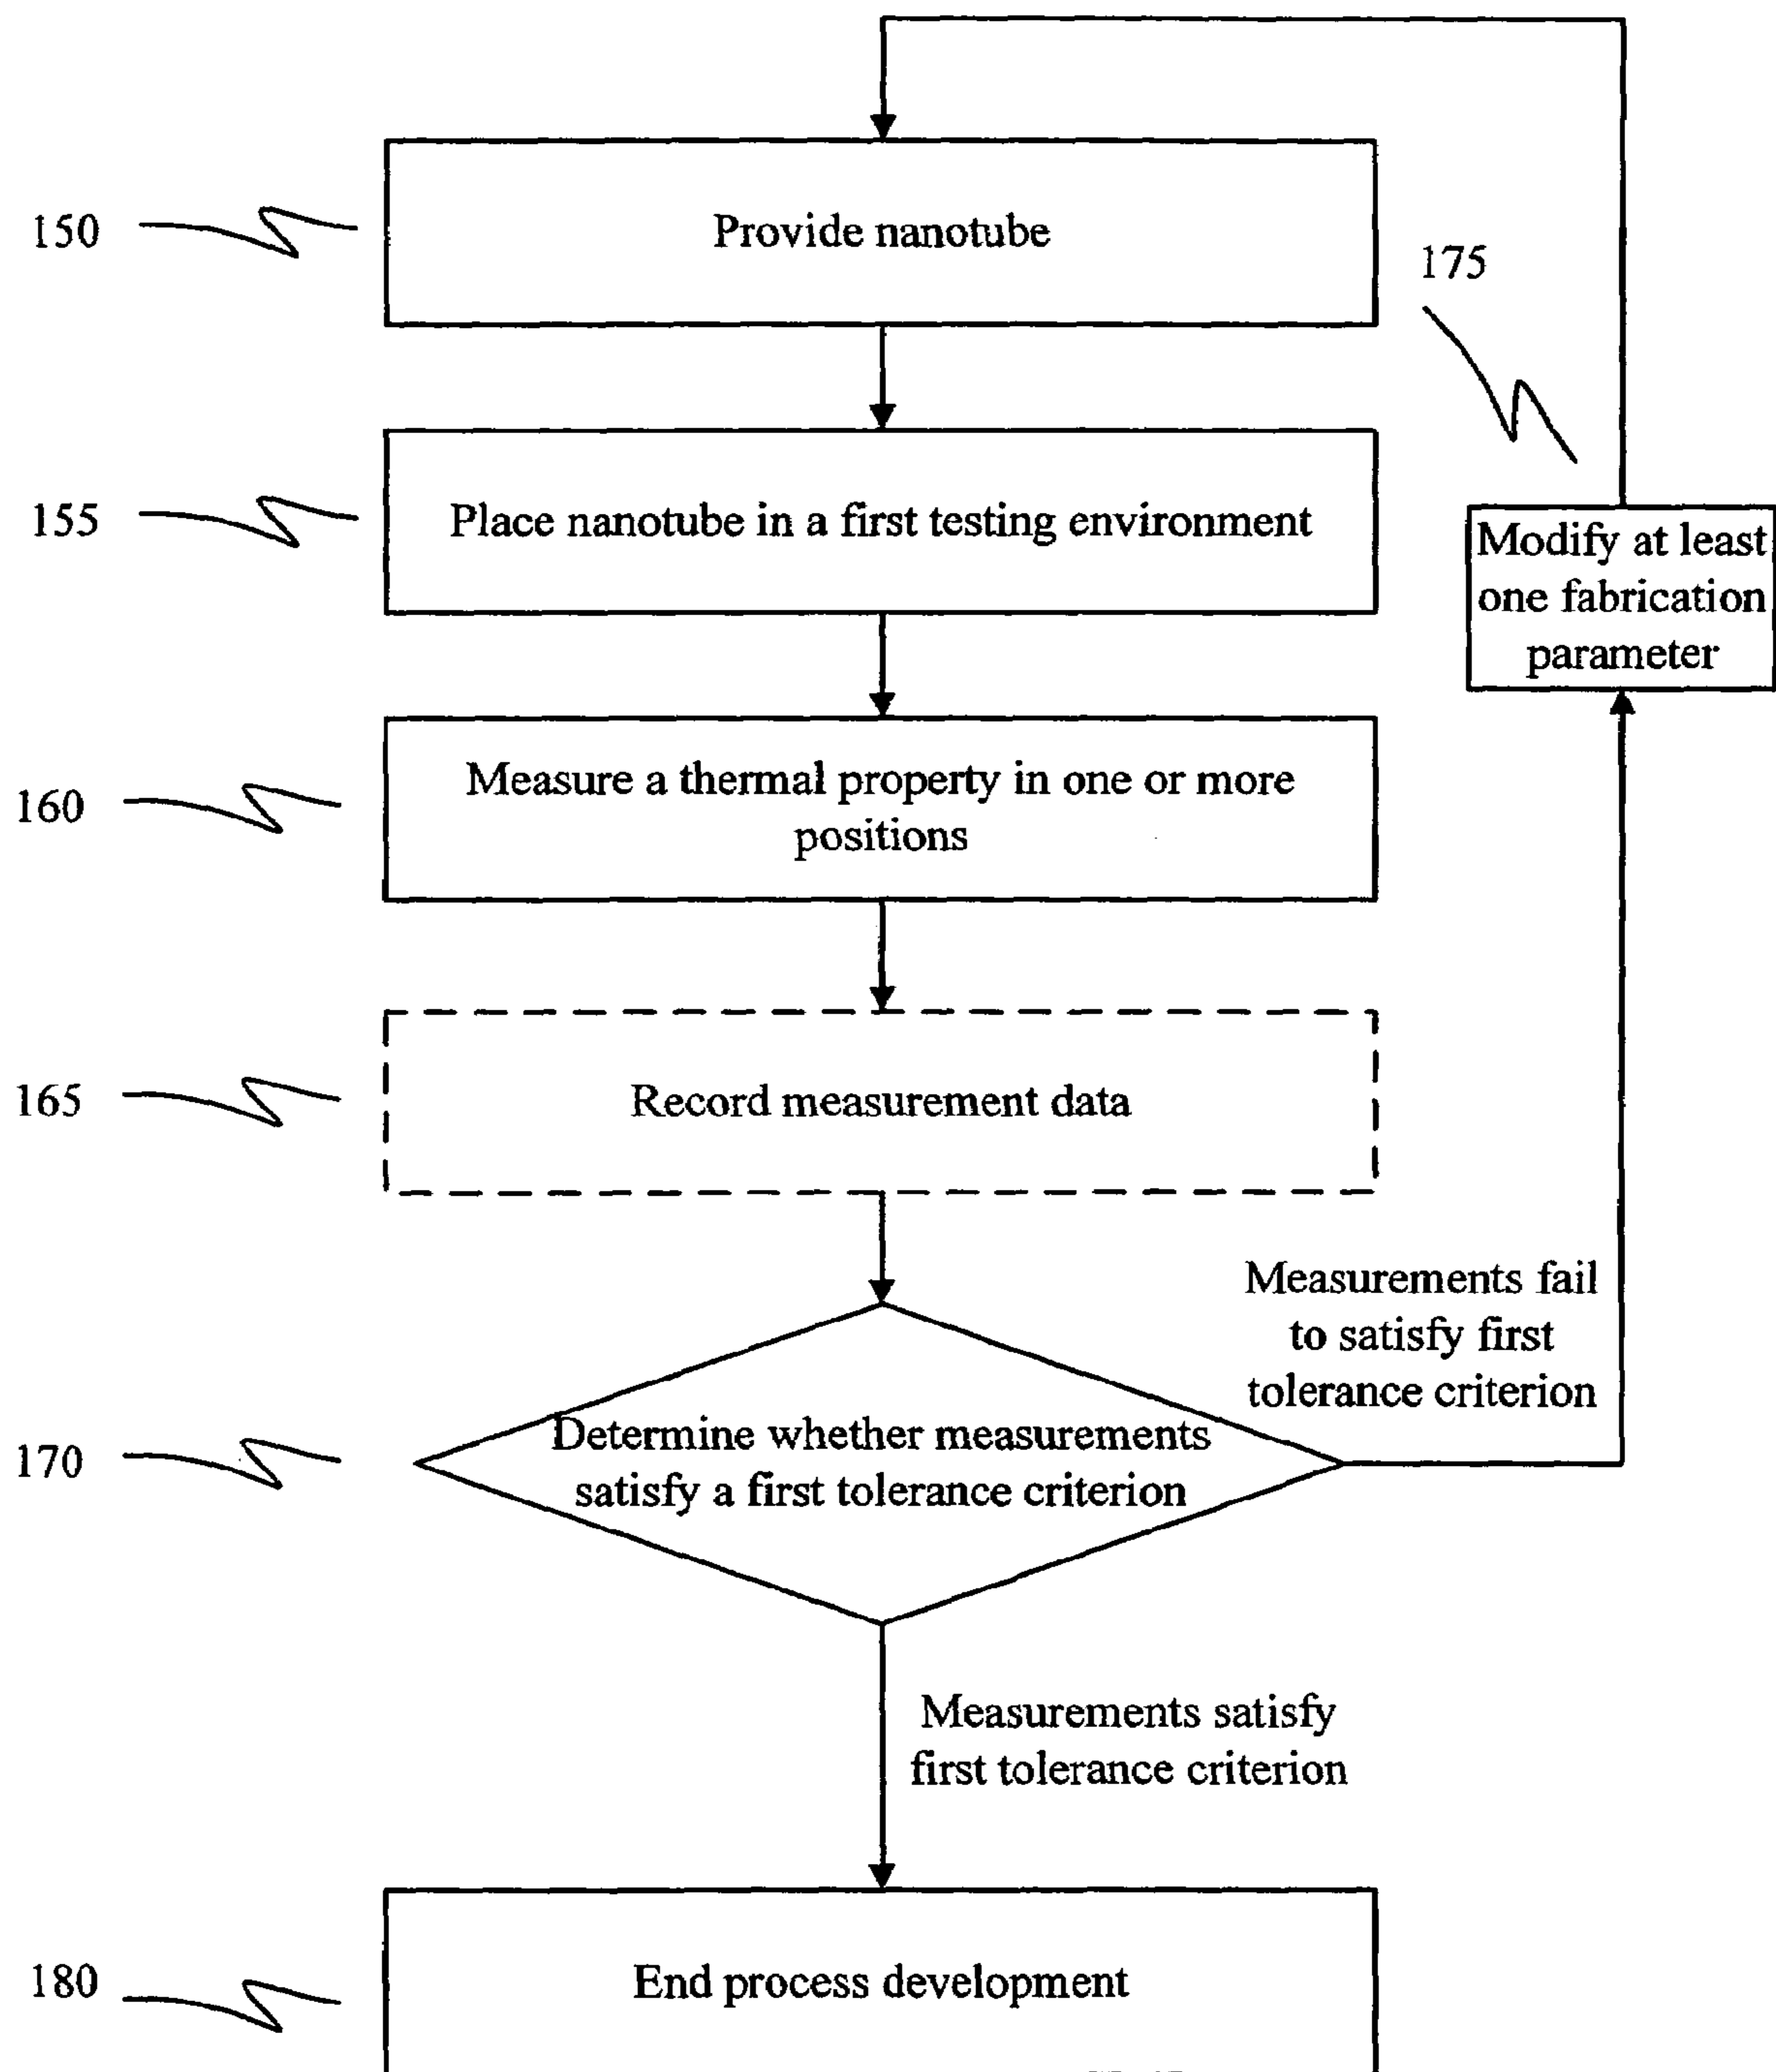 150
Provide nanotube
175
155
Place nanotube in a first testing environment
Modify at least
one fabrication
parameter
160
Measure a thermal property in one or more
positions
165
Record measurement data
Measurements fail
to satisfy first
tolerance criterion
170
Determine whether measurements
satisfy a first tolerance criterion
Measurements satisfy
first tolerance criterion
180
End process development